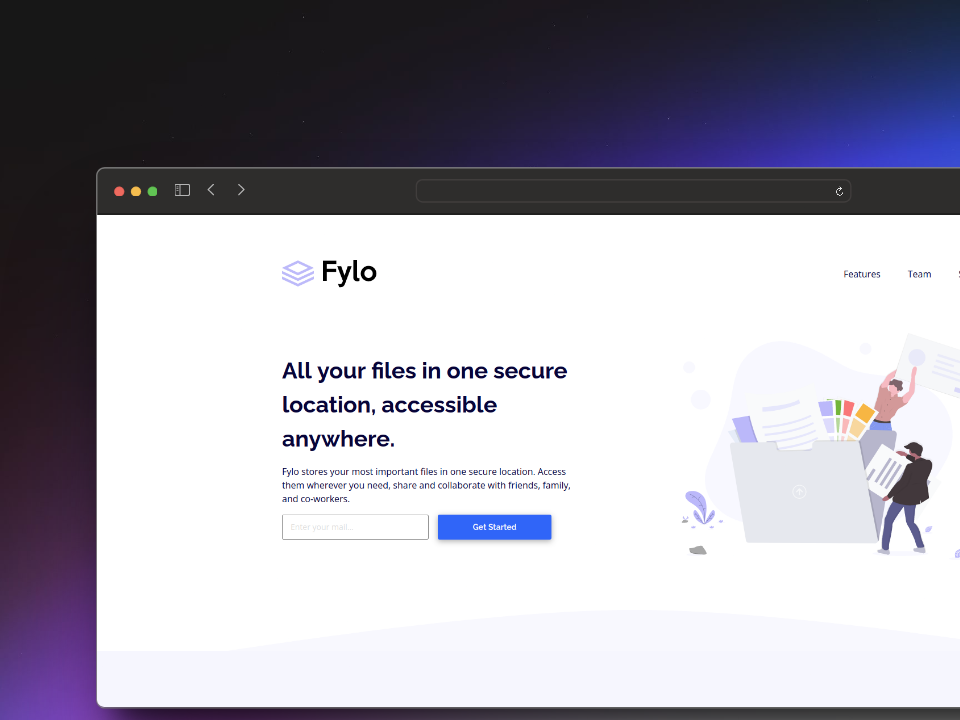 Fylo
Features Team
All your files in one secure
location, accessible
anywhere.
Fylo stores your most important files in one secure location. Access
them wherever you need, share and collaborate with friends, family,
and co-workers.
Enter your mail...
Get Started